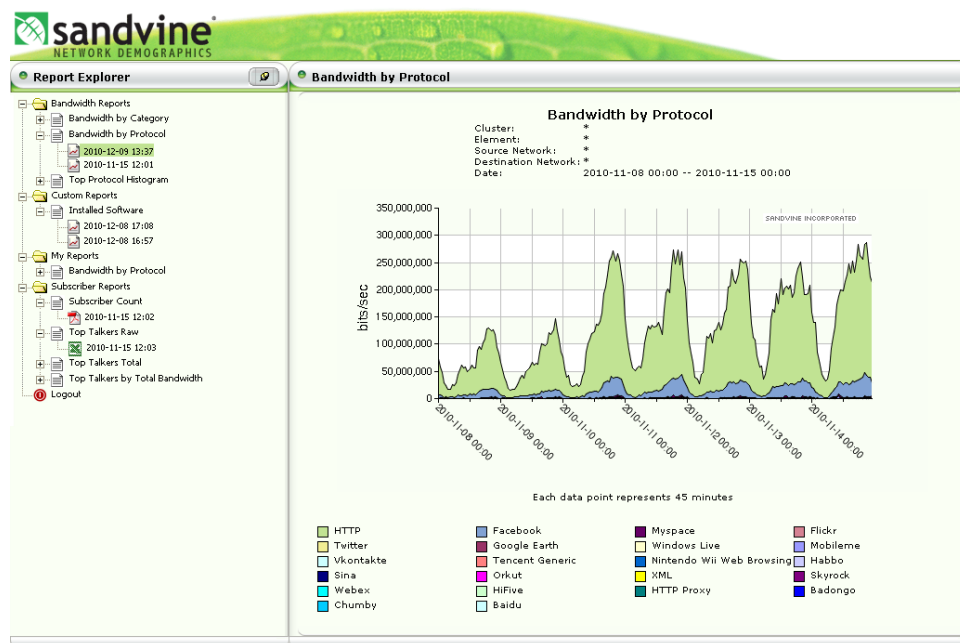 sandvine
NETWORK DEMOGRAPHICS
Report Explorer
Bandwidth Reports
Bandwidth by Category
Bandwidth by Protocol
2010-12-09 13:37
2010-11-15 12:01
Top Protocol Histogram
Custom Reports
Installed Software
2010-12-08 17:08
2010-12-08 16:57
My Reports
Bandwidth by Protocol
Subscriber Reports
Subscriber Count
2010-11-15 12:02
Top Talkers Raw
2010-11-15 12:03
Top Talkers Total
Top Talkers by Total Bandwidth
Logout
Bandwidth by Protocol
Bandwidth by Protocol
Cluster: *
Element: *
Source Network: *
Destination Network: *
Date: 2010-11-08 00:00 -- 2010-11-15 00:00
SANDVINE INCORPORATED
bits/sec
350,000,000
300,000,000
250,000,000
200,000,000
150,000,000
100,000,000
50,000,000
0
2010-11-08 00:00
2010-11-09 00:00
2010-11-10 00:00
2010-11-11 00:00
2010-11-12 00:00
2010-11-13 00:00
2010-11-14 00:00
Each data point represents 45 minutes
HTTP Facebook Myspace Flickr
Twitter Google Earth Windows Live Mobileme
Vkontakte Tencent Generic Nintendo Wii Web Browsing Habbo
Sina Orkut XML Skyrock
Webex HiFive HTTP Proxy Badongo
Chumby Baidu